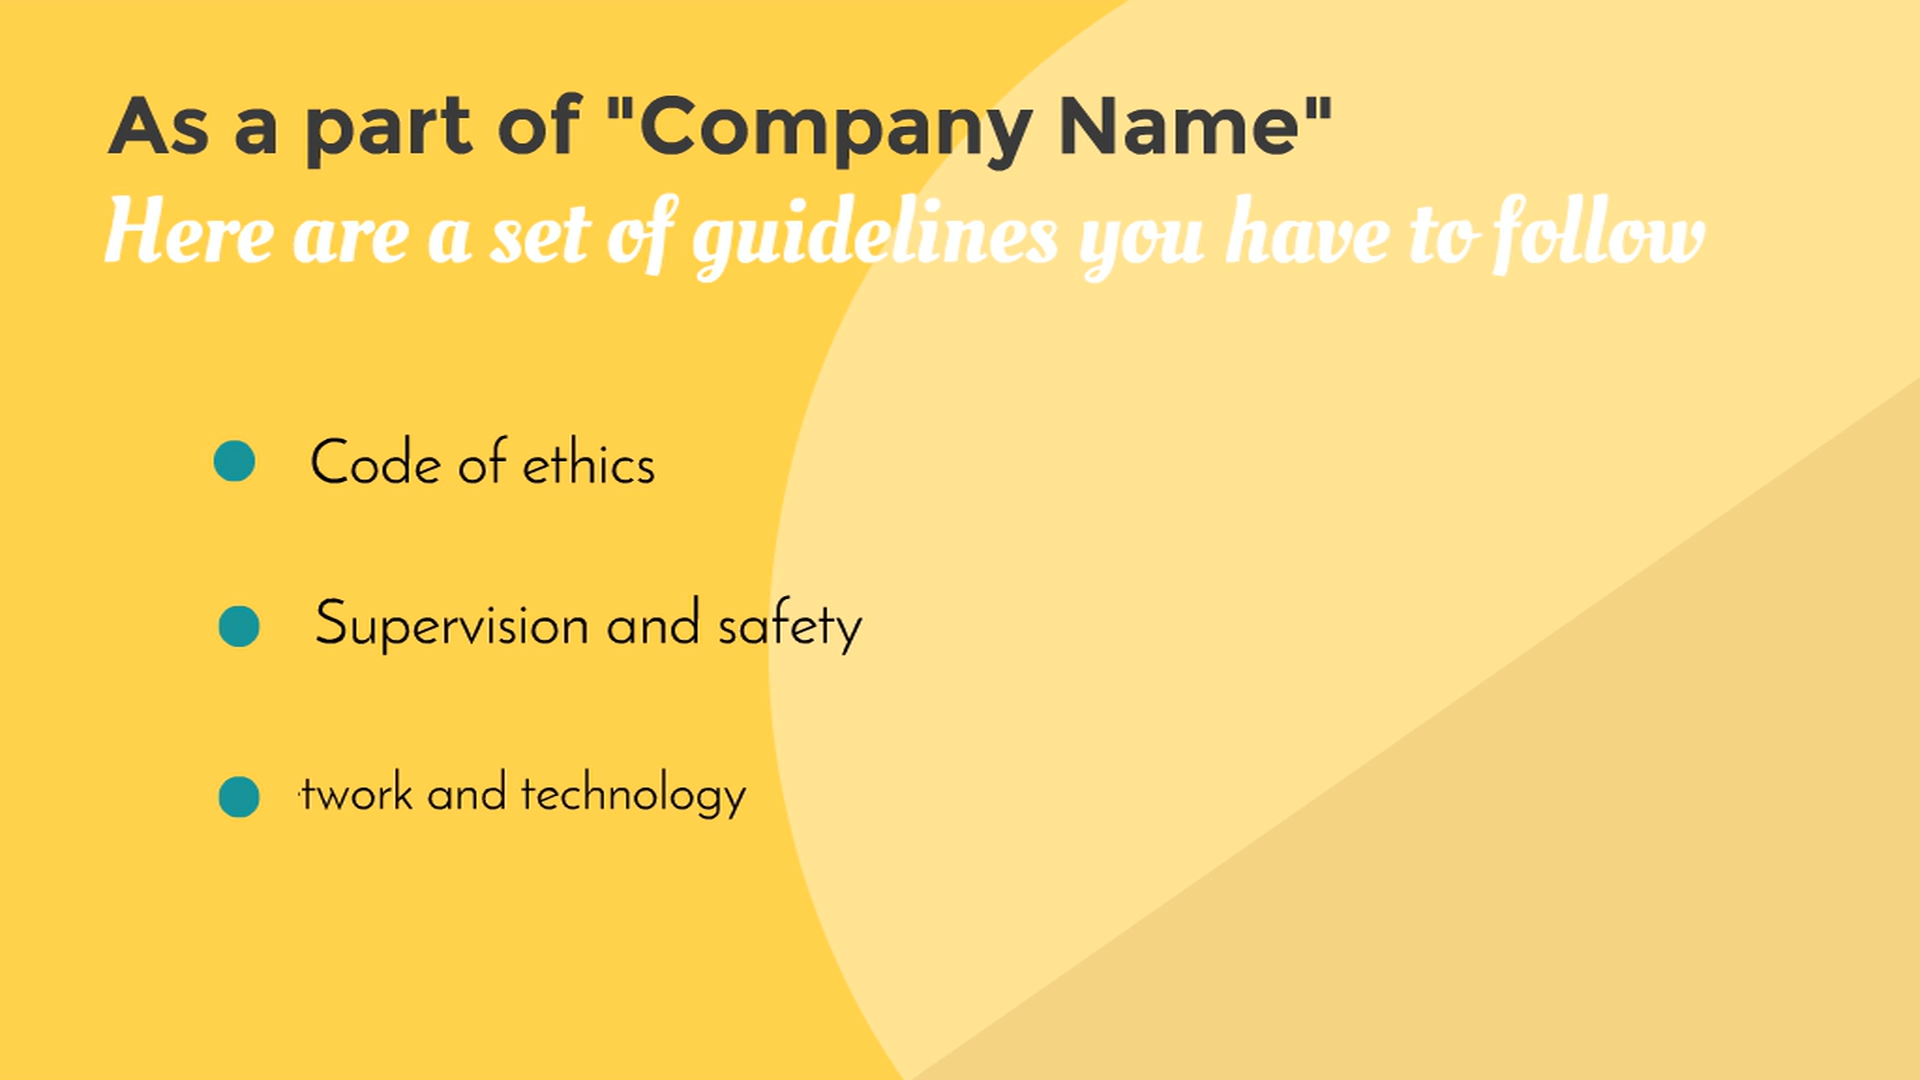 As a part of "Company Name"
Here are a set of guidelines you have to follow
Code of ethics
Supervision and safety
twork and technology